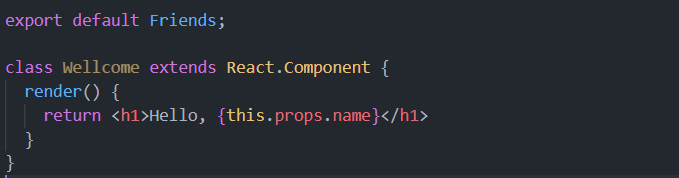 export default Friends;
class Wellcome extends React.Component {
render() {
return <h1>Hello, {this.props.name}</h1>
}
}